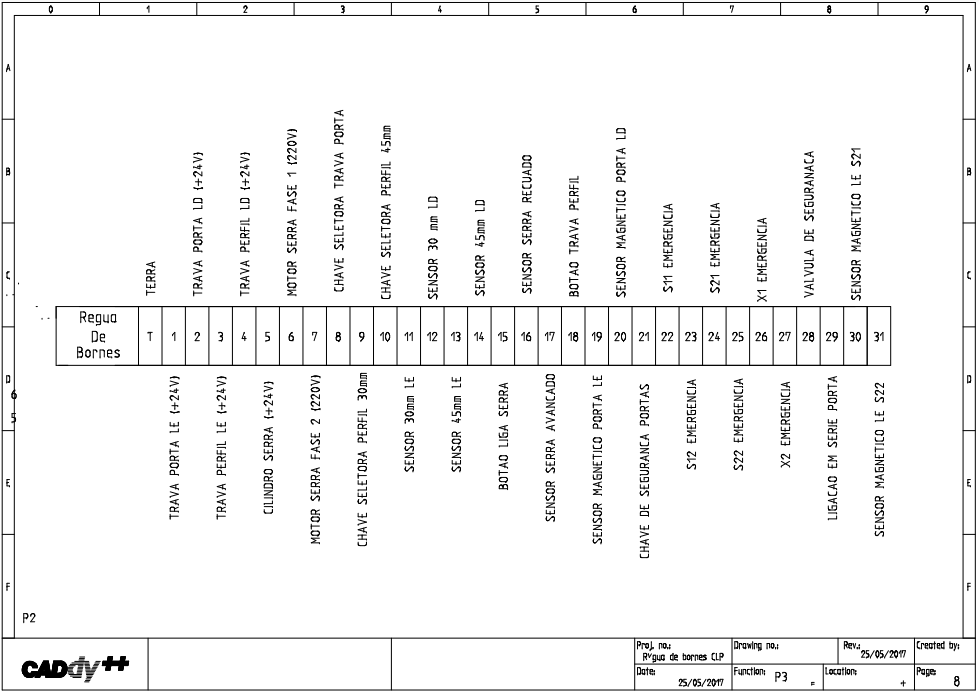 0 1 2 3 4 5 6 7 8 9
A A
B B
C C
D D
E E
F F
6
5
TERRA
TRAVA PORTA LD (+24V)
TRAVA PERFIL LD (+24V)
MOTOR SERRA FASE 1 (220V)
CHAVE SELETORA TRAVA PORTA
CHAVE SELETORA PERFIL 45mm
SENSOR 30 mm LD
SENSOR 45mm LD
SENSOR SERRA RECUADO
BOTAO TRAVA PERFIL
SENSOR MAGNETICO PORTA LD
S11 EMERGENCIA
S21 EMERGENCIA
X1 EMERGENCIA
VALVULA DE SEGURANACA
SENSOR MAGNETICO LE S21
Regua
De
Bornes
T 1 2 3 4 5 6 7 8 9 10 11 12 13 14 15 16 17 18 19 20 21 22 23 24 25 26 27 28 29 30 31
TRAVA PORTA LE (+24V)
TRAVA PERFIL LE (+24V)
CILINDRO SERRA (+24V)
MOTOR SERRA FASE 2 (220V)
CHAVE SELETORA PERFIL 30mm
SENSOR 30mm LE
SENSOR 45mm LE
BOTAO LIGA SERRA
SENSOR SERRA AVANCADO
SENSOR MAGNETICO PORTA LE
CHAVE DE SEGURANCA PORTAS
S12 EMERGENCIA
S22 EMERGENCIA
X2 EMERGENCIA
LIGACAO EM SERIE PORTA
SENSOR MAGNETICO LE S22
P2
CADdy++
Proj. no.:
R‎ʸgua de bornes CLP
Drawing no.:
Rev.:
25/05/2017
Created by:
Date:
25/05/2017
Function:
P3
=
Location:
+
Page:
8